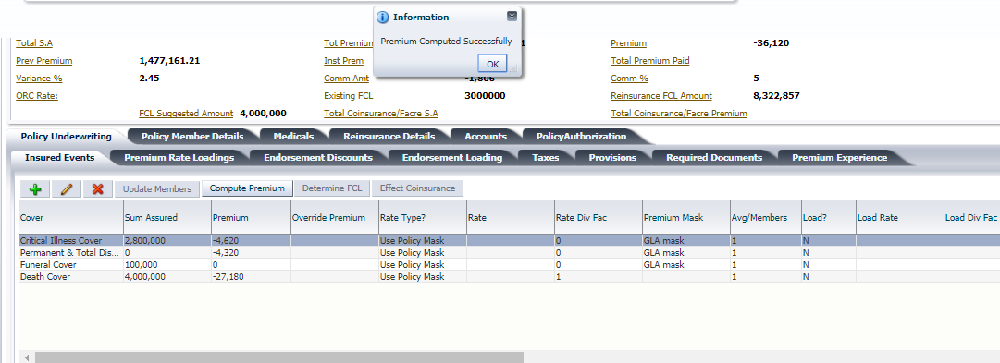 Information
Premium Computed Successfully
OK
Total S.A Tot Premium 1 Premium -36,120
Prev Premium 1,477,161.21 Inst Prem Total Premium Paid
Variance % 2.45 Comm Amt -1,806 Comm % 5
ORC Rate: Existing FCL 3000000 Reinsurance FCL Amount 8,322,857
FCL Suggested Amount 4,000,000 Total Coinsurance/Facre S.A Total Coinsurance/Facre Premium
Policy Underwriting Policy Member Details Medicals Reinsurance Details Accounts PolicyAuthorization
Insured Events Premium Rate Loadings Endorsement Discounts Endorsement Loading Taxes Provisions Required Documents Premium Experience
Update Members Compute Premium Determine FCL Effect Coinsurance
Cover Sum Assured Premium Override Premium Rate Type? Rate Rate Div Fac Premium Mask Avg/Members Load? Load Rate Load Div Fac
Critical Illness Cover 2,800,000 -4,620 Use Policy Mask 0 GLA mask 1 N
Permanent & Total Dis... 0 -4,320 Use Policy Mask 0 GLA mask 1 N
Funeral Cover 100,000 0 Use Policy Mask 0 GLA mask 1 N
Death Cover 4,000,000 -27,180 Use Policy Mask 1 1 N